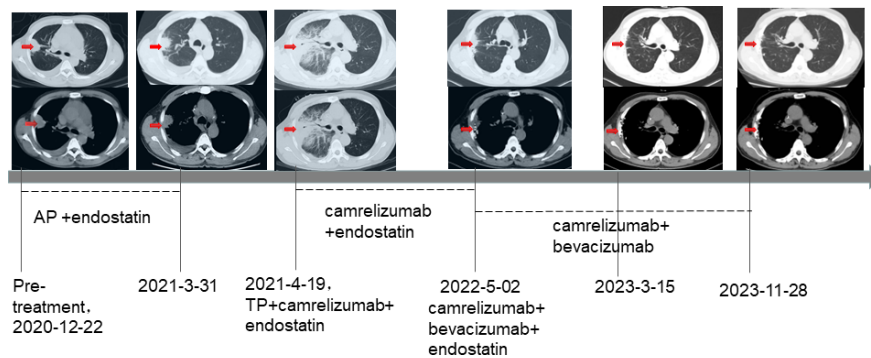 AP +endostatin
camrelizumab
+endostatin
camrelizumab+
bevacizumab
Pre-
treatment，
2020-12-22
2021-3-31
2021-4-19，
TP+camrelizumab+
endostatin
2022-5-02
camrelizumab+
bevacizumab+
endostatin
2023-3-15
2023-11-28